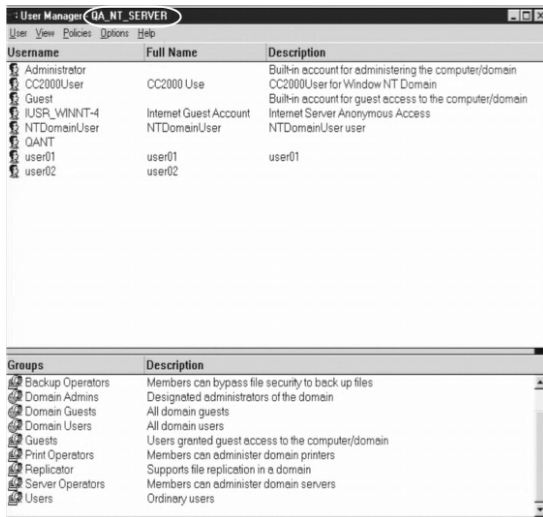 User Manager QA_NT_SERVER
User View Policies Options Help
Username Full Name Description
Administrator Built-in account for administering the computer/domain
CC2000User CC2000 Use CC2000User for Window NT Domain
Guest Built-in account for guest access to the computer/domain
IUSR_WINNT-4 Internet Guest Account Internet Server Anonymous Access
NTDomainUser NTDomainUser NTDomainUser user
QANT
user01 user01 user01
user02 user02
Groups Description
Backup Operators Members can bypass file security to back up files
Domain Admins Designated administrators of the domain
Domain Guests All domain guests
Domain Users All domain users
Guests Users granted guest access to the computer/domain
Print Operators Members can administer domain printers
Replicator Supports file replication in a domain
Server Operators Members can administer domain servers
Users Ordinary users